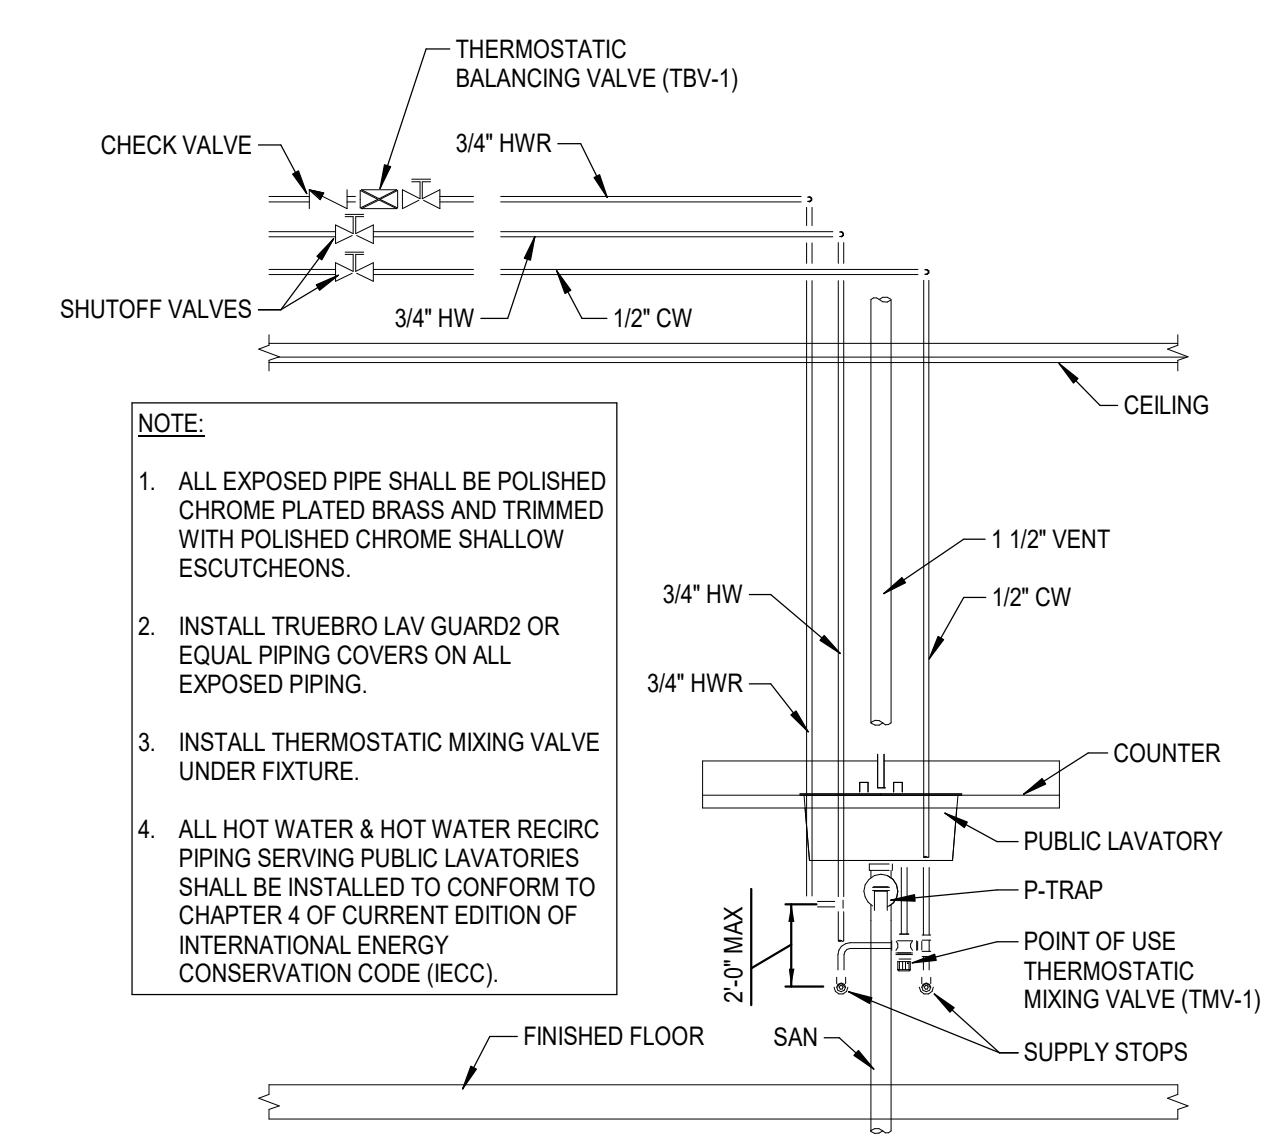 THERMOSTATIC
BALANCING VALVE (TBV-1)
CHECK VALVE
3/4" HWR
SHUTOFF VALVES
3/4" HW
1/2" CW
CEILING
NOTE:
1. ALL EXPOSED PIPE SHALL BE POLISHED
CHROME PLATED BRASS AND TRIMMED
WITH POLISHED CHROME SHALLOW
ESCUTCHEONS.
2. INSTALL TRUEBRO LAV GUARD2 OR
EQUAL PIPING COVERS ON ALL
EXPOSED PIPING.
3. INSTALL THERMOSTATIC MIXING VALVE
UNDER FIXTURE.
4. ALL HOT WATER & HOT WATER RECIRC
PIPING SERVING PUBLIC LAVATORIES
SHALL BE INSTALLED TO CONFORM TO
CHAPTER 4 OF CURRENT EDITION OF
INTERNATIONAL ENERGY
CONSERVATION CODE (IECC).
1 1/2" VENT
3/4" HW
1/2" CW
3/4" HWR
COUNTER
PUBLIC LAVATORY
P-TRAP
2'-0" MAX
POINT OF USE
THERMOSTATIC
MIXING VALVE (TMV-1)
FINISHED FLOOR
SAN
SUPPLY STOPS